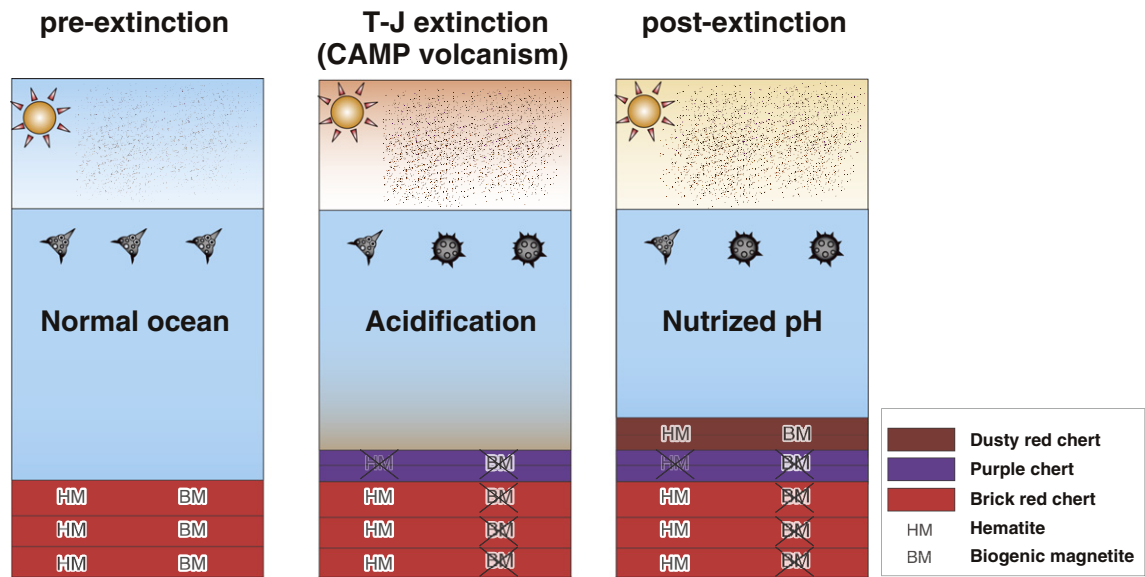 pre-extinction
T-J extinction
(CAMP volcanism)
post-extinction
Normal ocean
Acidification
Nutrized pH
HM BM
HM BM
HM BM
HM BM
HM BM
HM BM
HM BM
HM BM
HM BM
HM BM
HM BM
HM BM
Dusty red chert
Purple chert
Brick red chert
HM Hematite
BM Biogenic magnetite